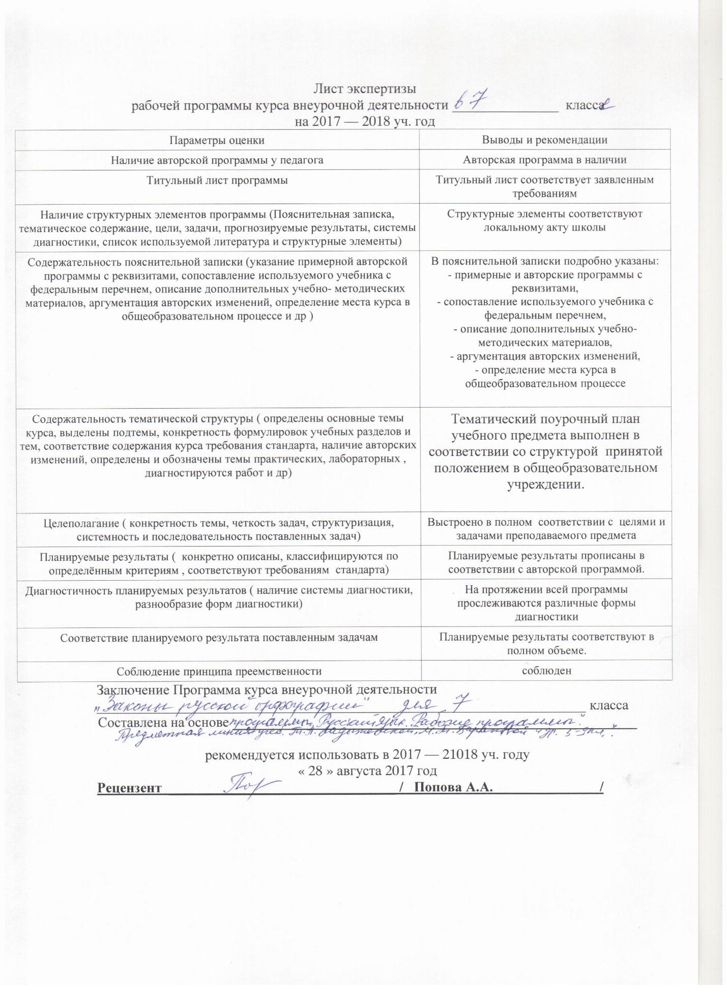 Лист экспертизы
рабочей программы курса внеурочной деятельности в 7 классе
на 2017 — 2018 уч. год
Параметры оценки
Выводы и рекомендации
Наличие авторской программы у педагога
Авторская программа в наличии
Титульный лист программы
Титульный лист соответствует заявленным
требованиям
Наличие структурных элементов программы (Пояснительная записка,
тематическое содержание, цели, задачи, прогнозируемые результаты, системы
диагностики, список используемой литература и структурные элементы)
Структурные элементы соответствуют
локальному акту школы
Содержательность пояснительной записки (указание примерной авторской
программы с реквизитами, сопоставление используемого учебника с
федеральным перечнем, описание дополнительных учебно- методических
материалов, аргументация авторских изменений, определение места курса в
общеобразовательном процессе и др )
В пояснительной записки подробно указаны:
- примерные и авторские программы с
реквизитами,
- сопоставление используемого учебника с
федеральным перечнем,
- описание дополнительных учебно-
методических материалов,
- аргументация авторских изменений,
- определение места курса в
общеобразовательном процессе
Содержательность тематической структуры ( определены основные темы
курса, выделены подтемы, конкретность формулировок учебных разделов и
тем, соответствие содержания курса требования стандарта, наличие авторских
изменений, определены и обозначены темы практических, лабораторных ,
диагностируются работ и др)
Тематический поурочный план
учебного предмета выполнен в
соответствии со структурой принятой
положением в общеобразовательном
учреждении.
Целеполагание ( конкретность темы, четкость задач, структуризация,
системность и последовательность поставленных задач)
Выстроено в полном соответствии с целями и
задачами преподаваемого предмета
Планируемые результаты ( конкретно описаны, классифицируются по
определённым критериям , соответствуют требованиям стандарта)
Планируемые результаты прописаны в
соответствии с авторской программой.
Диагностичность планируемых результатов ( наличие системы диагностики,
разнообразие форм диагностики)
На протяжении всей программы
прослеживаются различные формы
диагностики
Соответствие планируемого результата поставленным задачам
Планируемые результаты соответствуют в
полном объеме.
Соблюдение принципа преемственности
соблюден
Заключение Программа курса внеурочной деятельности
„Законы русской орфографии" для 7 класса
Составлена на основе программы „Русский язык. Рабочие программы".
Предметная линия учеб. Т.А. Ладыженской, М.Т. Баранова и др. 5-9 кл.
рекомендуется использовать в 2017 — 21018 уч. году
« 28 » августа 2017 год
Рецензент / Попова А.А. /